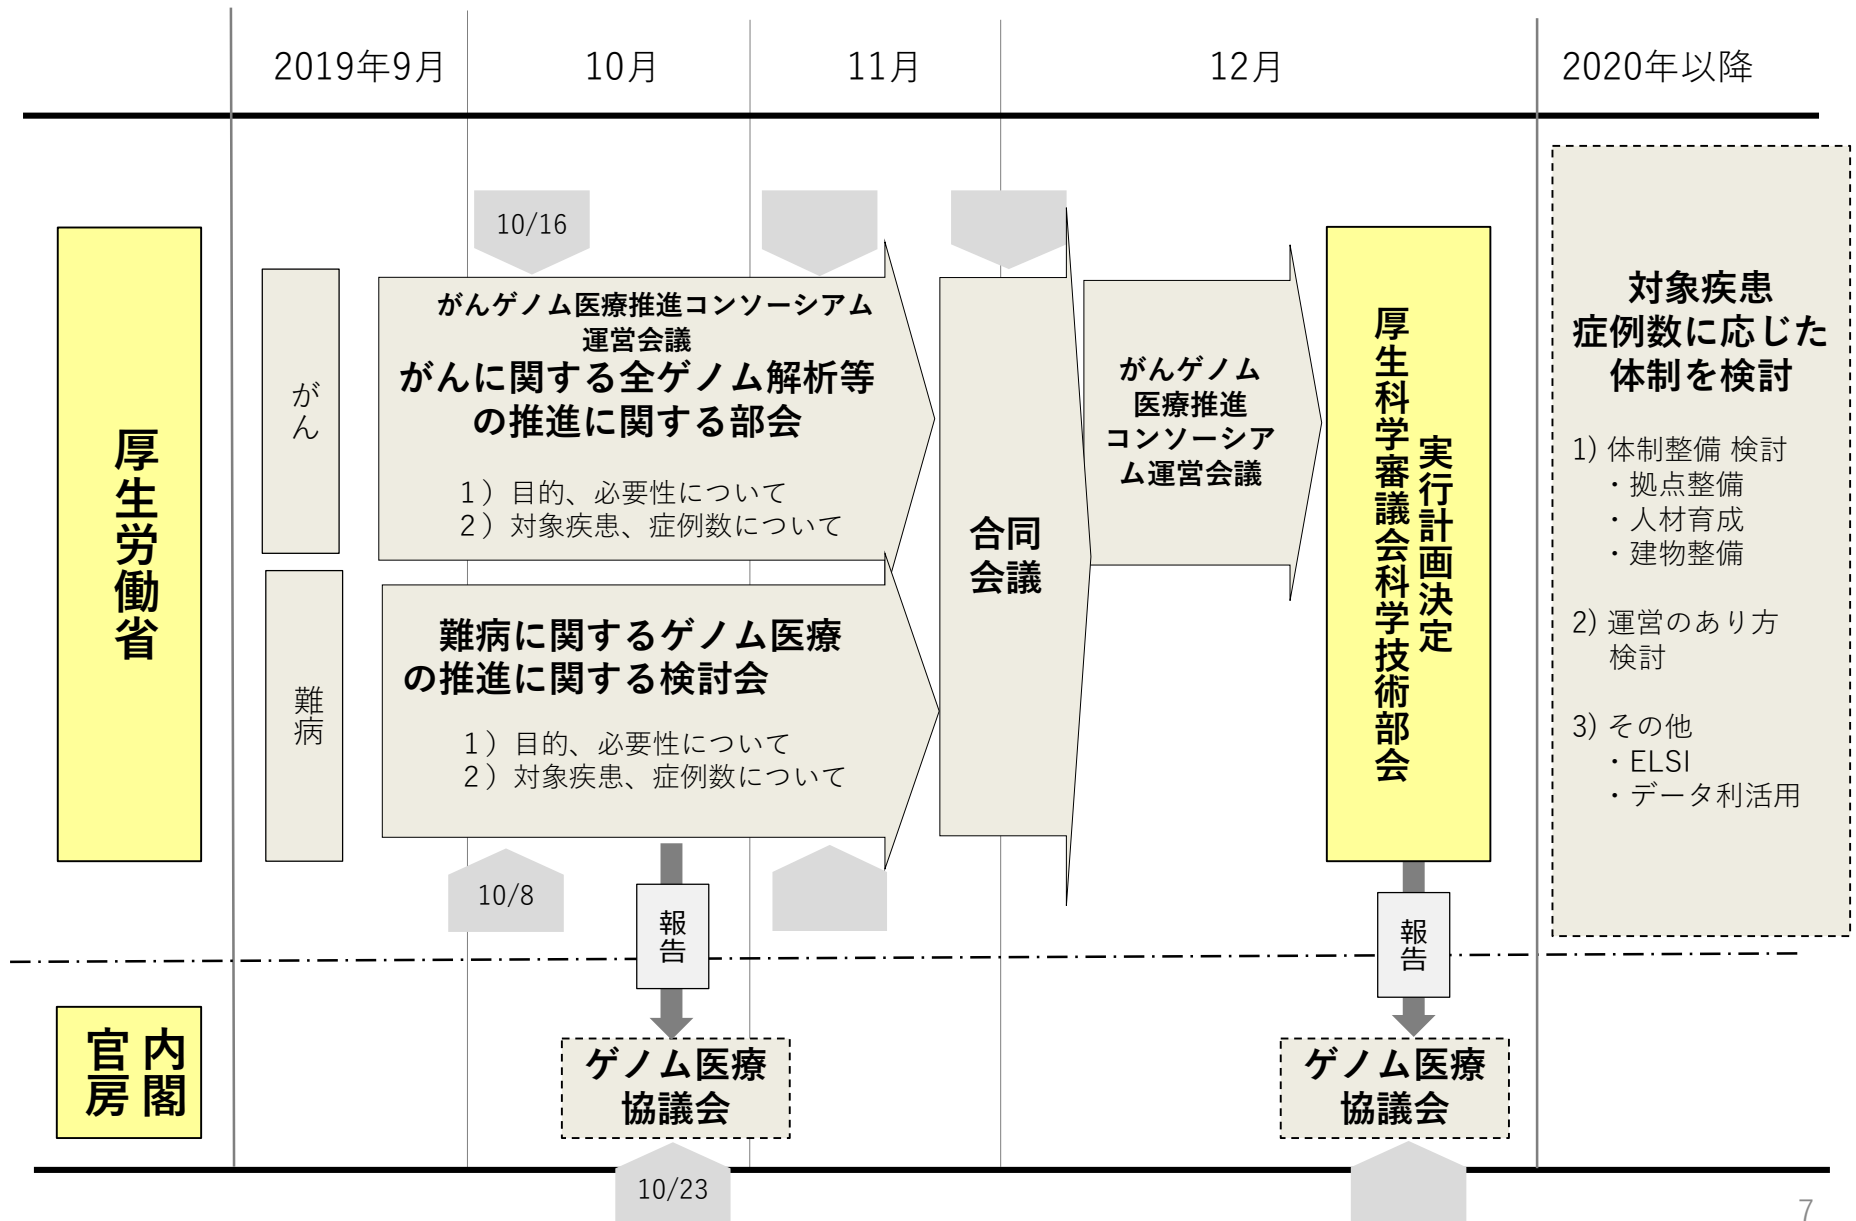 2019年9月
10月
11月
12月
2020年以降
厚生労働省
がん
難病
10/16
がんゲノム医療推進コンソーシアム
運営会議
がんに関する全ゲノム解析等
の推進に関する部会
1）目的、必要性について
2）対象疾患、症例数について
難病に関するゲノム医療
の推進に関する検討会
1）目的、必要性について
2）対象疾患、症例数について
10/8
合同
会議
がんゲノム
医療推進
コンソーシア
ム運営会議
実行計画決定
厚生科学審議会科学技術部会
対象疾患
症例数に応じた
体制を検討
1) 体制整備 検討
・拠点整備
・人材育成
・建物整備
2) 運営のあり方
検討
3) その他
・ELSI
・データ利活用
報告
報告
内閣
官房
ゲノム医療
協議会
ゲノム医療
協議会
10/23
7